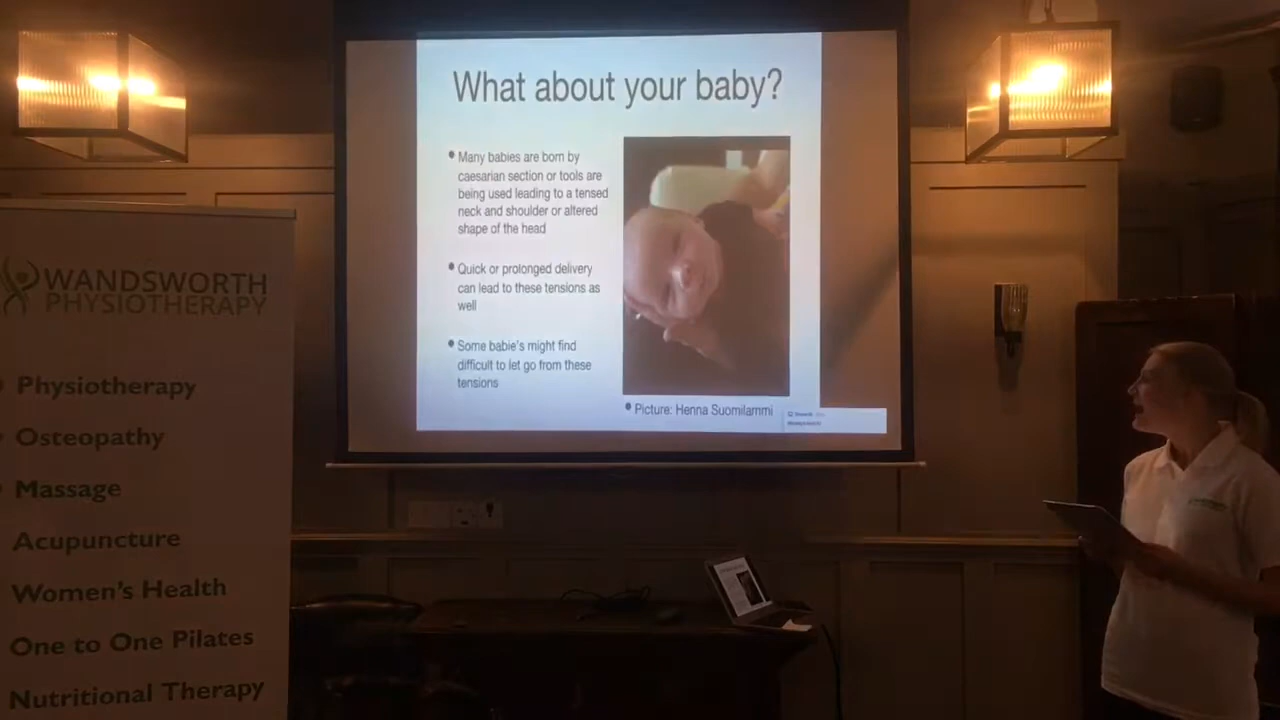 What about your baby?
• Many babies are born by
caesarian section or tools are
being used leading to a tensed
neck and shoulder or altered
shape of the head
• Quick or prolonged delivery
can lead to these tensions as
well
• Some babie's might find
difficult to let go from these
tensions
• Picture: Henna Suomilammi
WANDSWORTH
PHYSIOTHERAPY
Physiotherapy
Osteopathy
Massage
Acupuncture
Women's Health
One to One Pilates
Nutritional Therapy